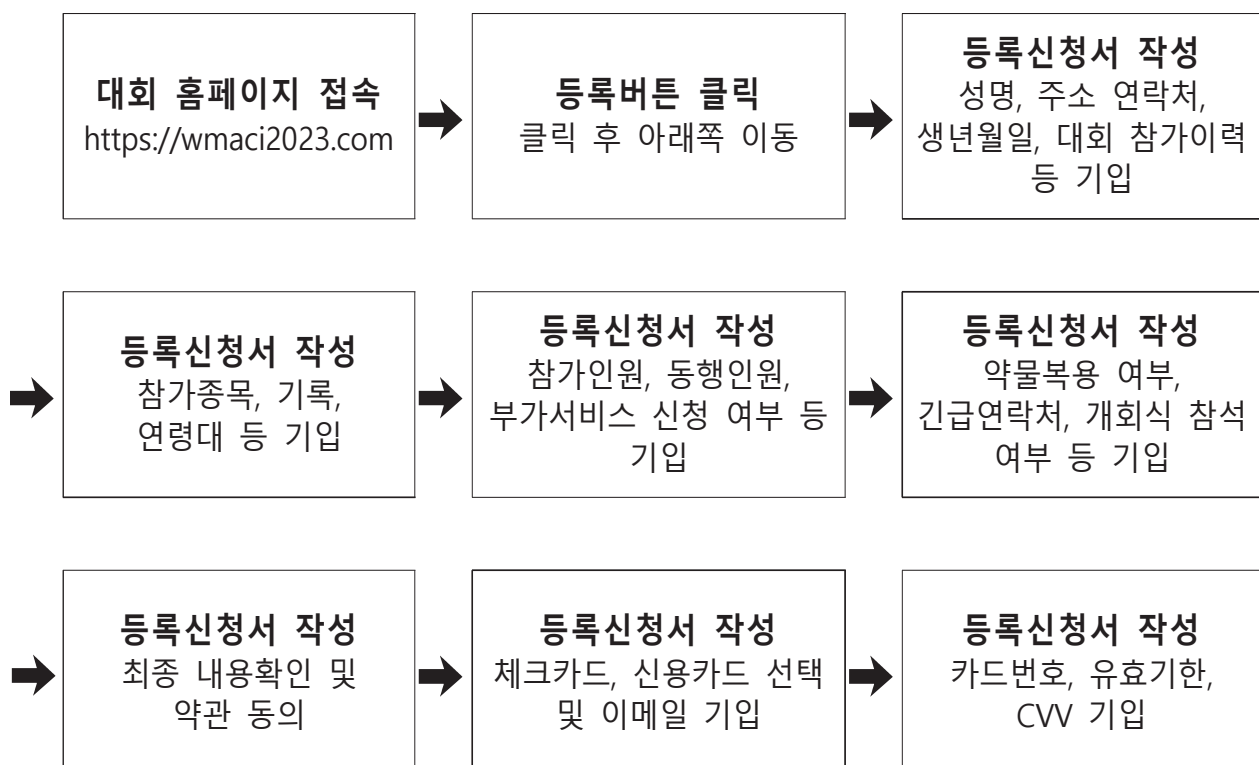 대회 홈페이지 접속
https://wmaci2023.com
등록버튼 클릭
클릭 후 아래쪽 이동
등록신청서 작성
성명, 주소 연락처,
생년월일, 대회 참가이력
등 기입
등록신청서 작성
참가종목, 기록,
연령대 등 기입
등록신청서 작성
참가인원, 동행인원,
부가서비스 신청 여부 등
기입
등록신청서 작성
약물복용 여부,
긴급연락처, 개회식 참석
여부 등 기입
등록신청서 작성
최종 내용확인 및
약관 동의
등록신청서 작성
체크카드, 신용카드 선택
및 이메일 기입
등록신청서 작성
카드번호, 유효기한,
CVV 기입